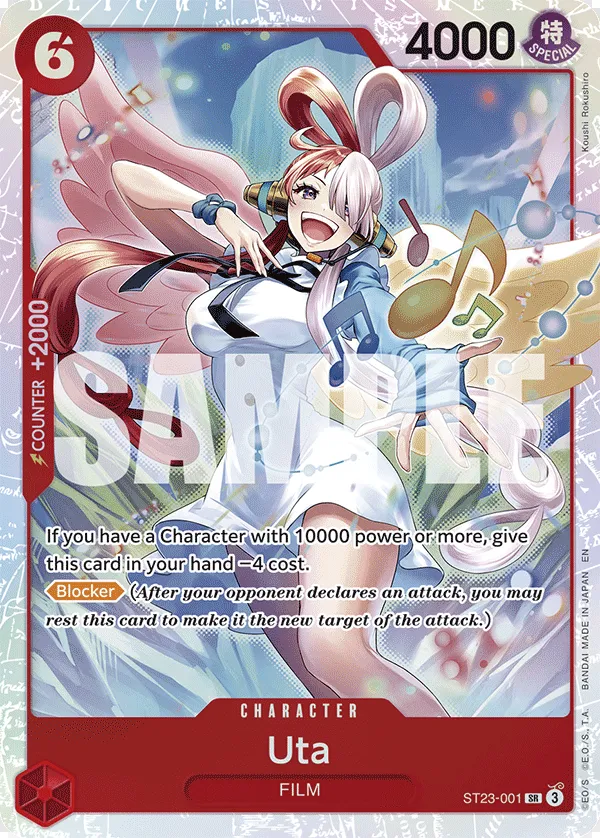 6
4000
特
SPECIAL
Koushi Rokushiro
COUNTER +2000
SAMPLE
If you have a Character with 10000 power or more, give
this card in your hand −4 cost.
Blocker (After your opponent declares an attack, you may
rest this card to make it the new target of the attack.)
CHARACTER
Uta
FILM
ST23-001 SR 3
©E.O/S ©E.O./S., T.A. BANDAI MADE IN JAPAN EN